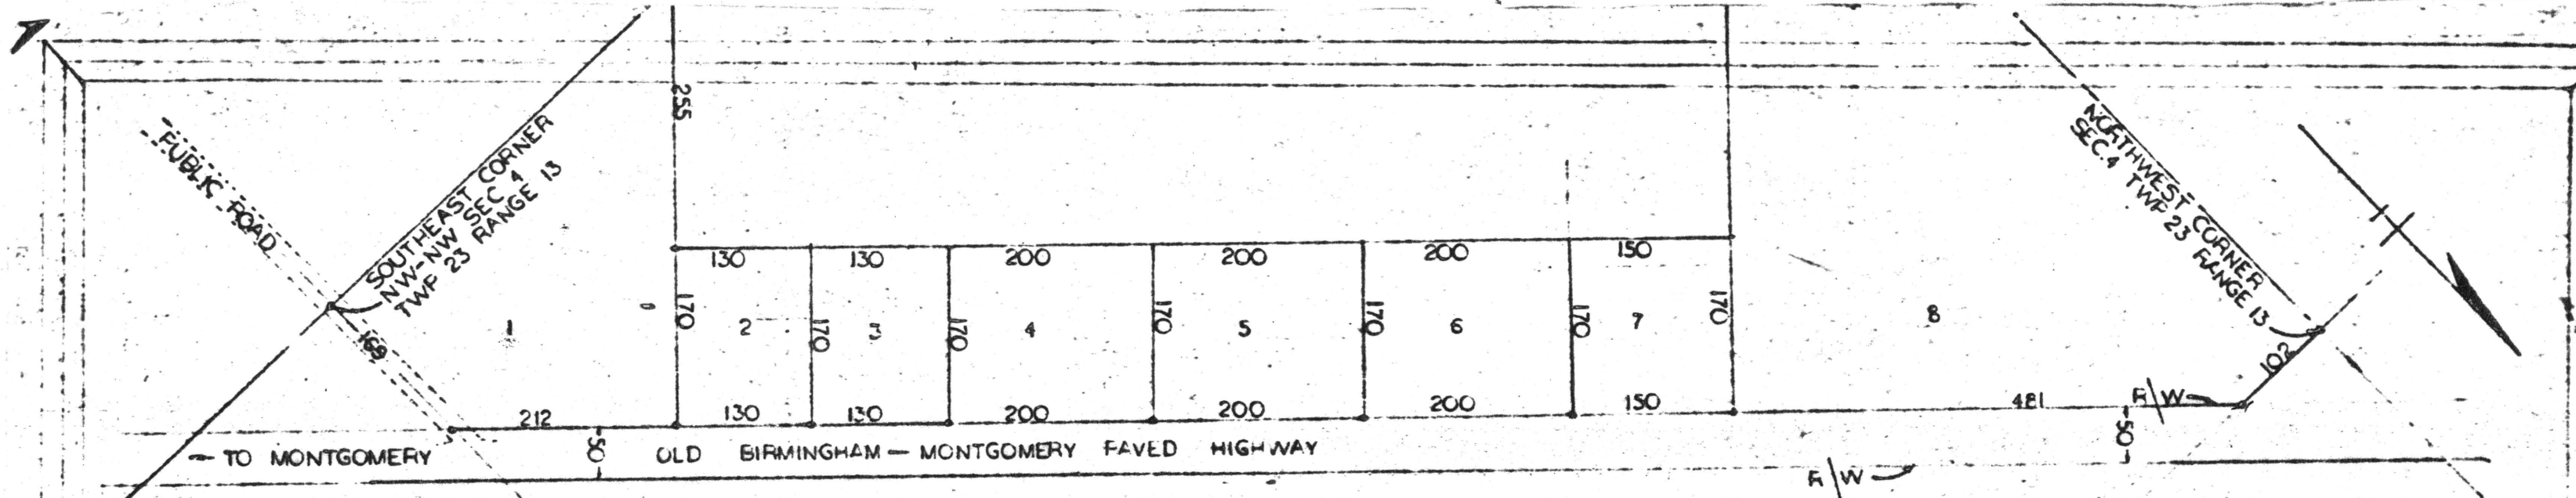 PUBLIC ROAD
SOUTHEAST CORNER
NW-NW SEC 4
TWP 23 RANGE 13
169
255
NORTHWEST CORNER
SEC.4 TWP 23 RANGE 13
102
130 130 200 200 200 150
170 170 170 170 170 170 170
1 2 3 4 5 6 7 8
212 130 130 200 200 200 150 481 R/W
50 50
TO MONTGOMERY OLD BIRMINGHAM — MONTGOMERY PAVED HIGHWAY
R/W